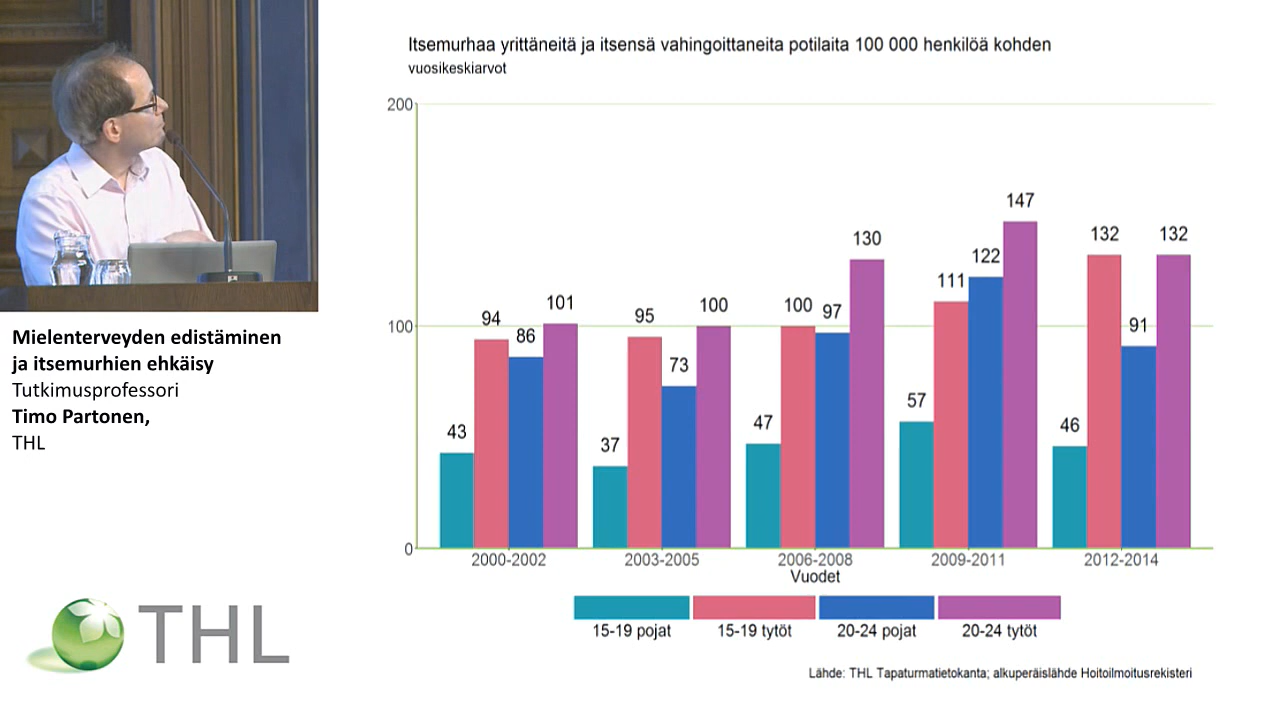 Itsemurhaa yrittäneitä ja itsensä vahingoittaneita potilaita 100 000 henkilöä kohden
vuosikeskiarvot
200
100
0
43
94
86
101
37
95
73
100
47
100
97
130
57
111
122
147
46
132
91
132
2000-2002
2003-2005
2006-2008
2009-2011
2012-2014
Vuodet
15-19 pojat
15-19 tytöt
20-24 pojat
20-24 tytöt
Lähde: THL Tapaturmatietokanta; alkuperäislähde Hoitoilmoitusrekisteri
Mielenterveyden edistäminen
ja itsemurhien ehkäisy
Tutkimusprofessori
Timo Partonen,
THL
THL